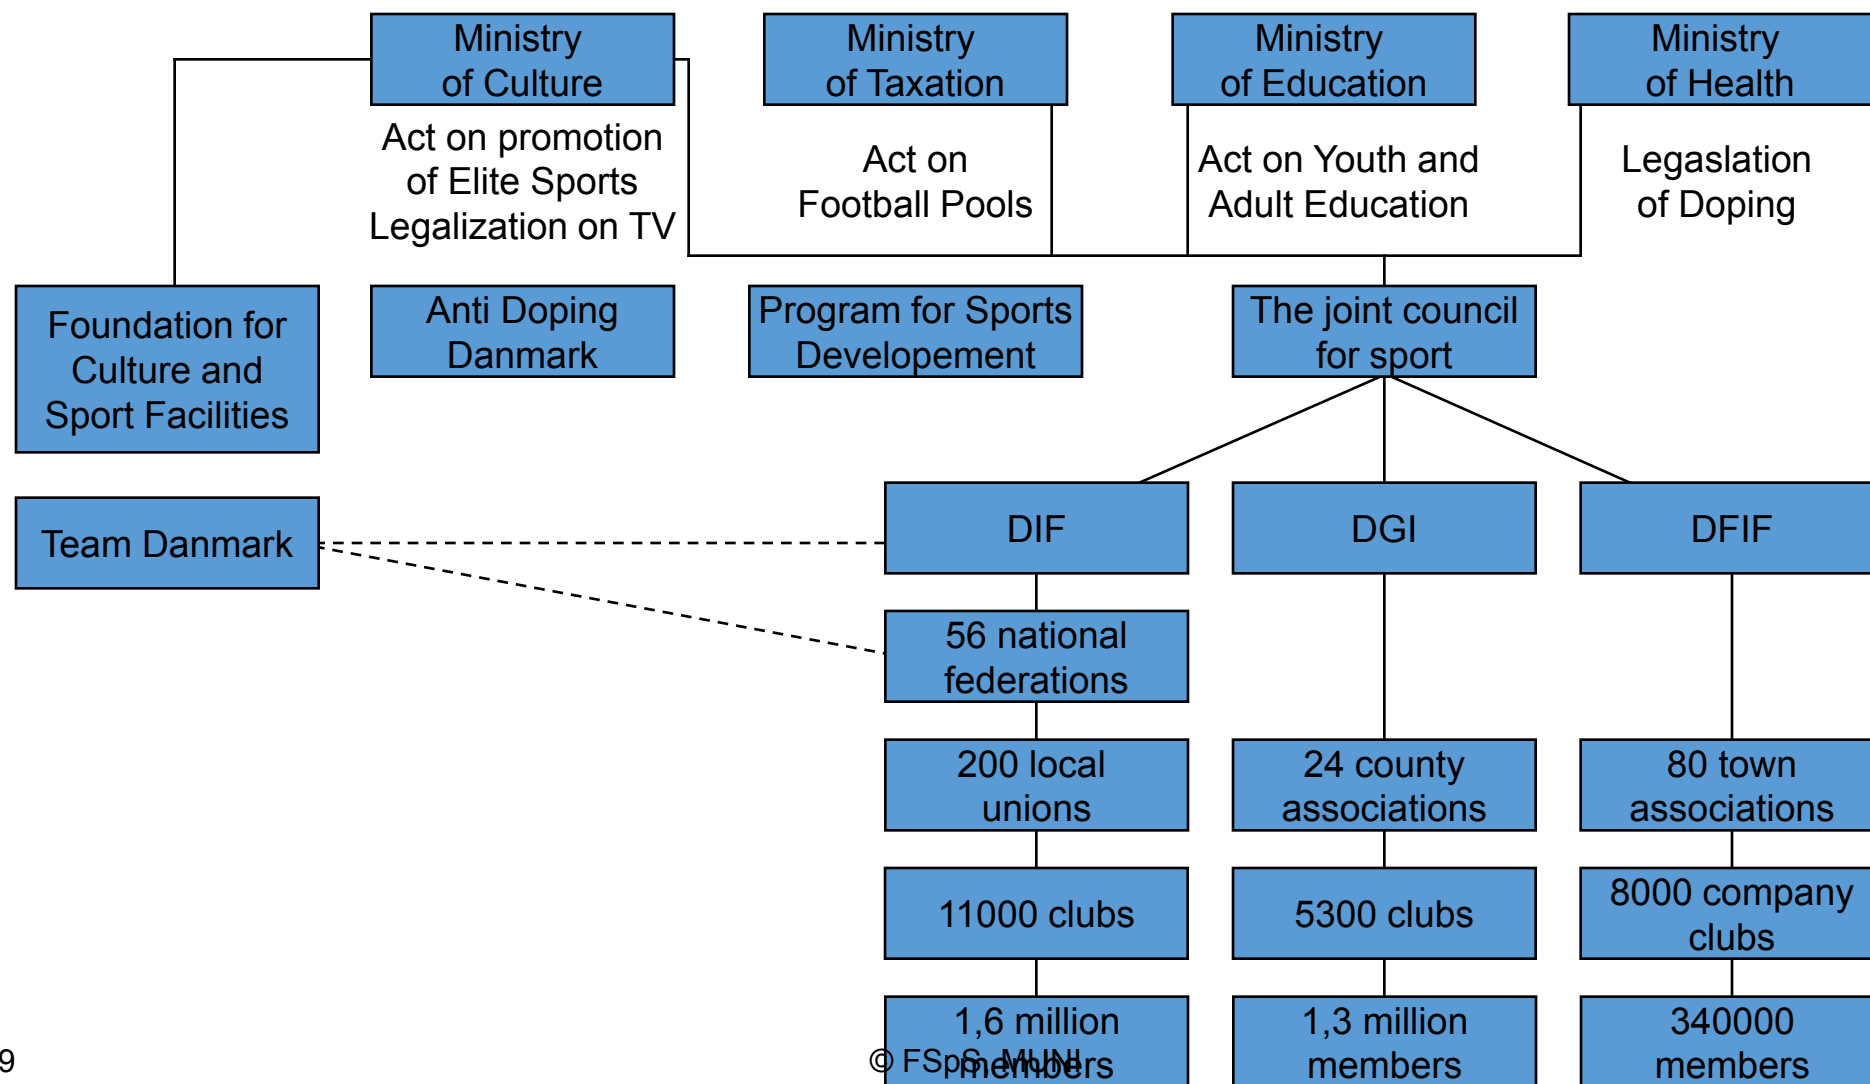 Ministry
of Culture
Ministry
of Taxation
Ministry
of Education
Ministry
of Health
Act on promotion
of Elite Sports
Legalization on TV
Act on
Football Pools
Act on Youth and
Adult Education
Legaslation
of Doping
Foundation for
Culture and
Sport Facilities
Anti Doping
Danmark
Program for Sports
Developement
The joint council
for sport
Team Danmark
DIF
DGI
DFIF
56 national
federations
200 local
unions
24 county
associations
80 town
associations
11000 clubs
5300 clubs
8000 company
clubs
1,6 million
members
1,3 million
members
340000
members
9
© FSpS, MUNI